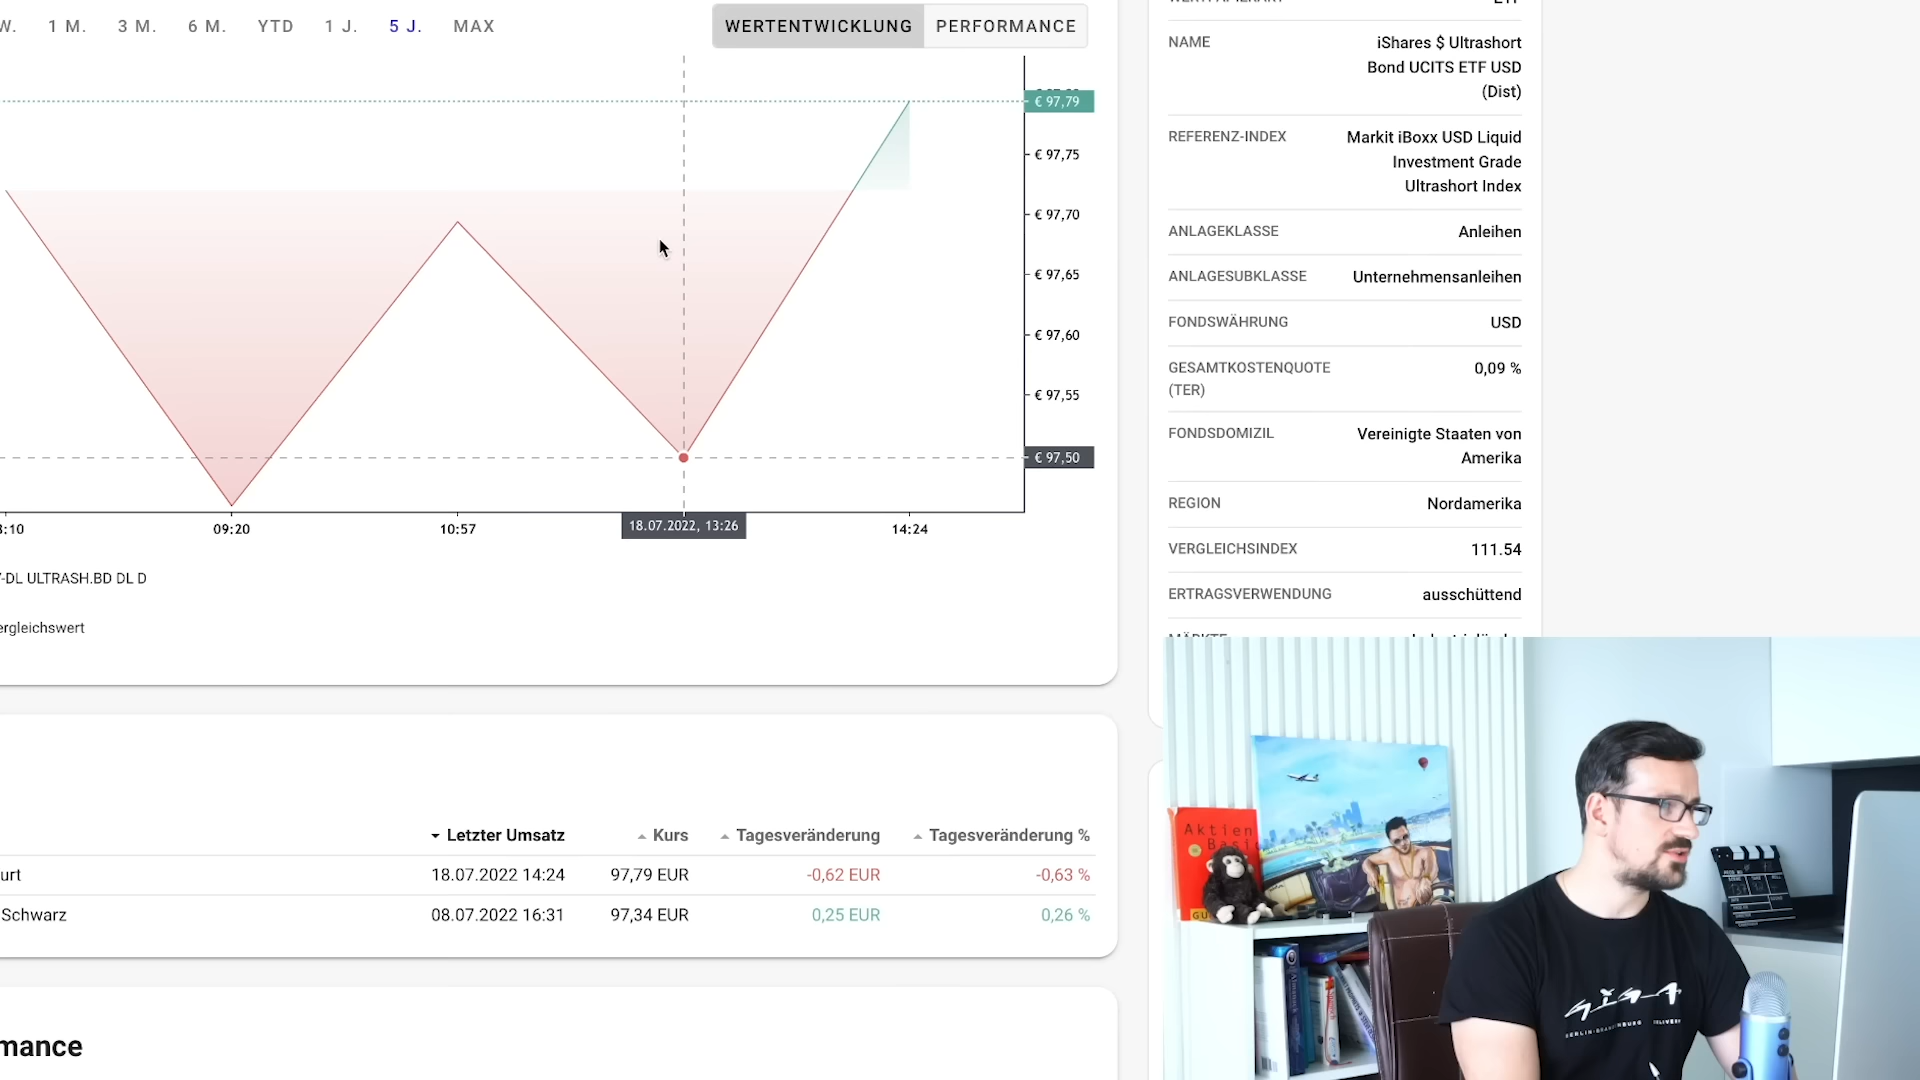 1 M.
3 M.
6 M.
YTD
1 J.
5 J.
MAX
WERTENTWICKLUNG
PERFORMANCE
€ 97,79
€ 97,75
€ 97,70
€ 97,65
€ 97,60
€ 97,55
€ 97,50
:10
09:20
10:57
18.07.2022, 13:26
14:24
-DL ULTRASH.BD DL D
ergleichswert
Letzter Umsatz
Kurs
Tagesveränderung
Tagesveränderung %
urt
18.07.2022 14:24
97,79 EUR
-0,62 EUR
-0,63 %
Schwarz
08.07.2022 16:31
97,34 EUR
0,25 EUR
0,26 %
mance
NAME
iShares $ Ultrashort
Bond UCITS ETF USD
(Dist)
REFERENZ-INDEX
Markit iBoxx USD Liquid
Investment Grade
Ultrashort Index
ANLAGEKLASSE
Anleihen
ANLAGESUBKLASSE
Unternehmensanleihen
FONDSWÄHRUNG
USD
GESAMTKOSTENQUOTE
(TER)
0,09 %
FONDSDOMIZIL
Vereinigte Staaten von
Amerika
REGION
Nordamerika
VERGLEICHSINDEX
111.54
ERTRAGSVERWENDUNG
ausschüttend
Aktien
GU